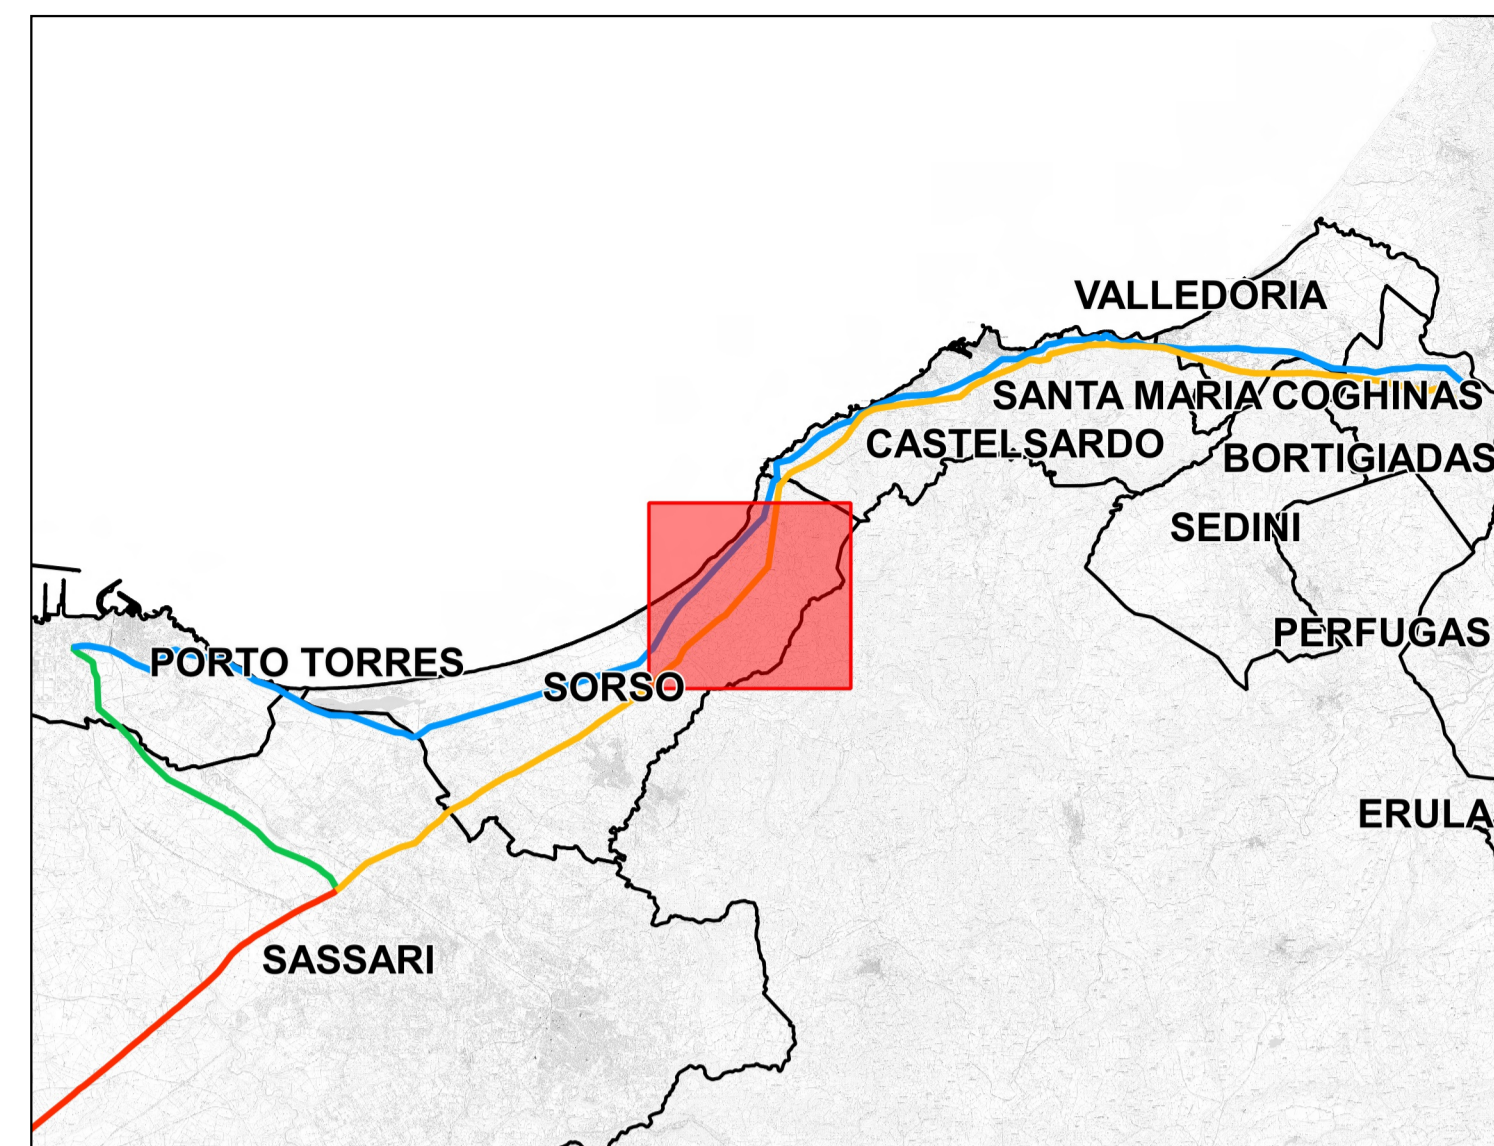 VALLEDORIA
SANTA MARIA COGHINAS
CASTELSARDO
BORTIGIADAS
SEDINI
PERFUGAS
PORTO TORRES
SORSO
ERULA
SASSARI